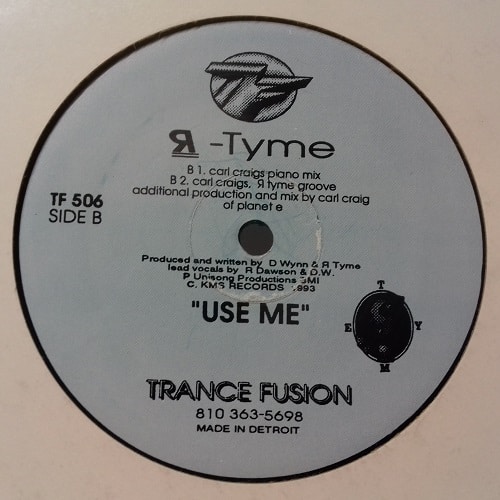 TF
Я -Tyme
B 1. carl craigs piano mix
B 2. carl craigs, Я tyme groove
additional production and mix by carl craig
of planet e
TF 506
SIDE B
Produced and written by D Wynn & R Tyme
lead vocals by R Dawson & D.W.
P Unisong Productions BMI
C. KMS RECORDS 1993
"USE ME"
T
E Y
M
TRANCE FUSION
810 363-5698
MADE IN DETROIT